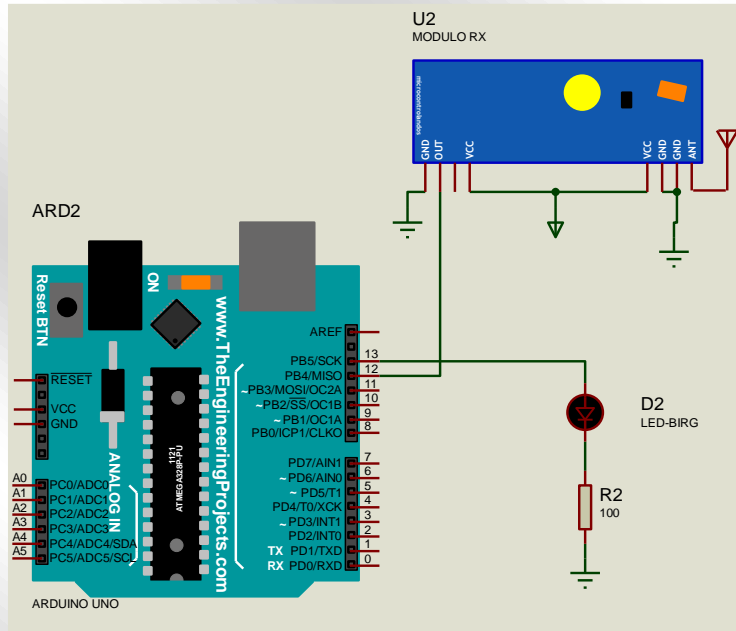 U2
MODULO RX
microcontrolandos
GND
OUT
VCC
VCC
GND
GND
ANT
ARD2
Reset BTN
ON
www.TheEngineeringProjects.com
AREF
PB5/SCK 13
PB4/MISO 12
RESET
~PB3/MOSI/OC2A 11
~PB2/SS/OC1B 10
VCC
~PB1/OC1A 9
GND
PB0/ICP1/CLKO 8
D2
LED-BIRG
1121
ATMEGA328P-PU
ANALOG IN
PD7/AIN1 7
A0 PC0/ADC0
~PD6/AIN0 6
A1 PC1/ADC1
~PD5/T1 5
A2 PC2/ADC2
PD4/T0/XCK 4
A3 PC3/ADC3
~PD3/INT1 3
A4 PC4/ADC4/SDA
PD2/INT0 2
A5 PC5/ADC5/SCL
TX PD1/TXD 1
RX PD0/RXD 0
R2
100
ARDUINO UNO